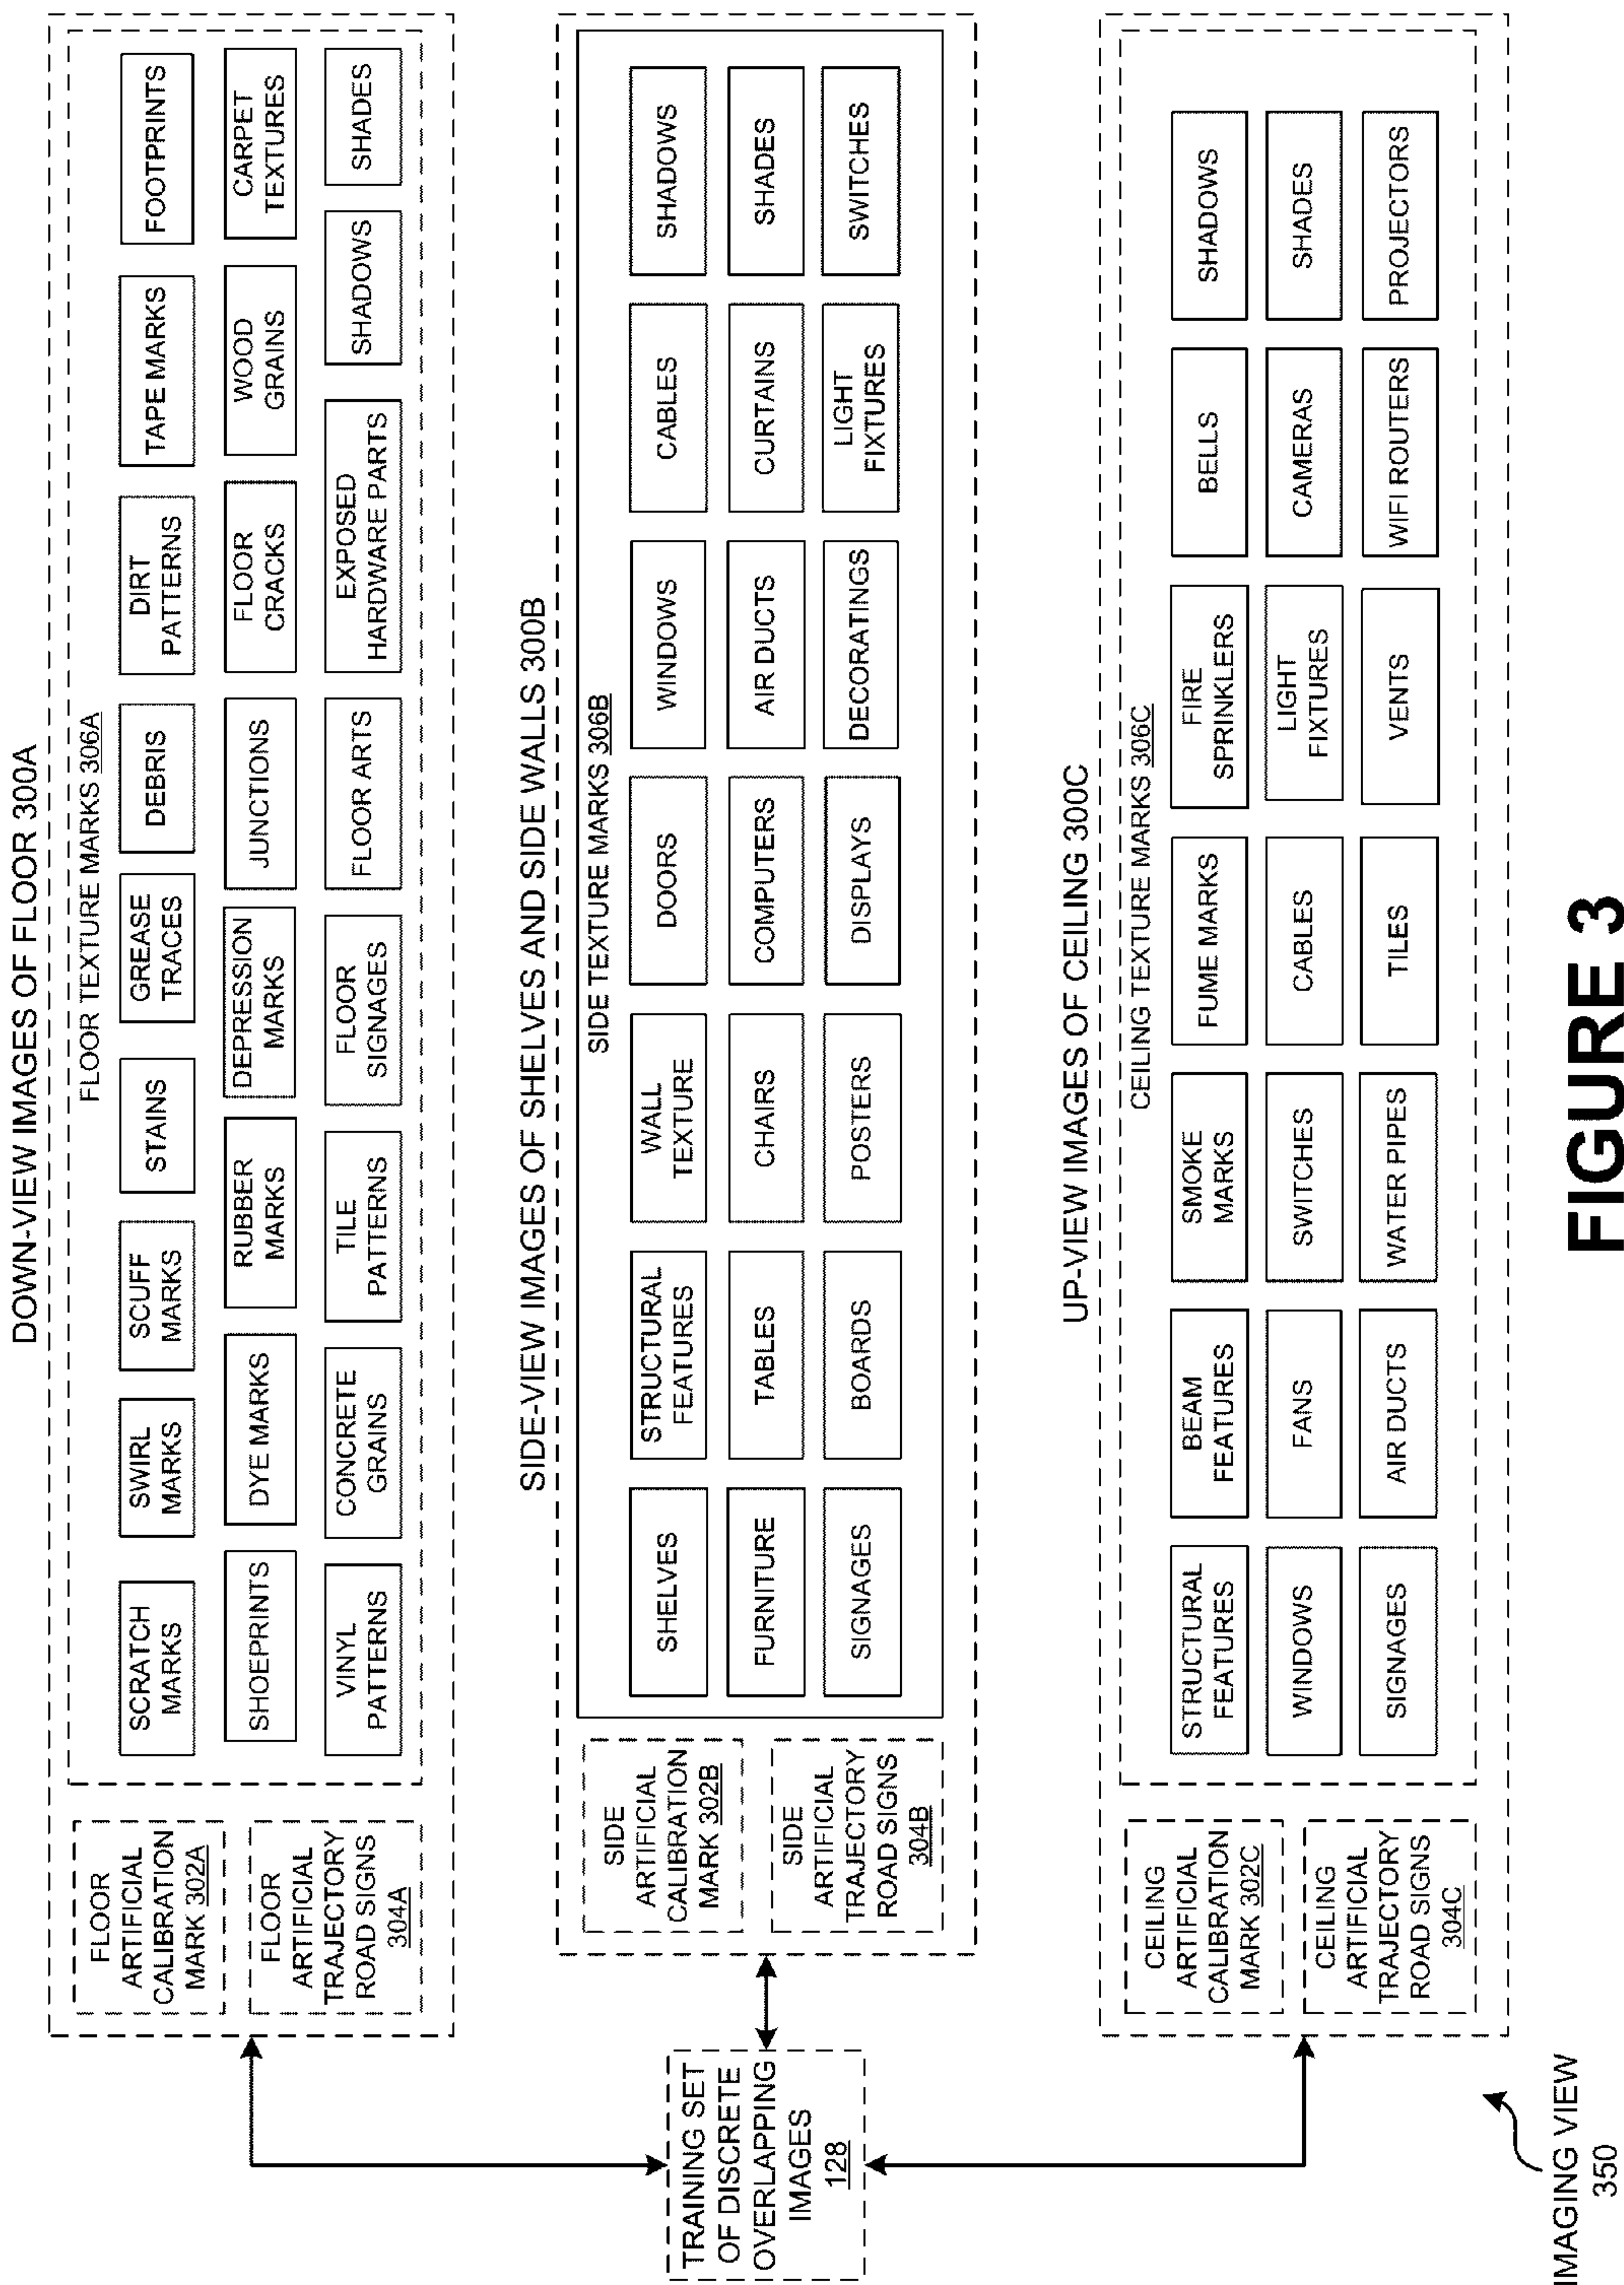 DOWN-VIEW IMAGES OF FLOOR 300A
FLOOR
ARTIFICIAL
CALIBRATION
MARK 302A
FLOOR
ARTIFICIAL
TRAJECTORY
ROAD SIGNS
304A
FLOOR TEXTURE MARKS 306A
SCRATCH
MARKS
SWIRL
MARKS
SCUFF
MARKS
STAINS
GREASE
TRACES
DEBRIS
DIRT
PATTERNS
TAPE MARKS
FOOTPRINTS
SHOEPRINTS
DYE MARKS
RUBBER
MARKS
DEPRESSION
MARKS
JUNCTIONS
FLOOR
CRACKS
WOOD
GRAINS
CARPET
TEXTURES
VINYL
PATTERNS
CONCRETE
GRAINS
TILE
PATTERNS
FLOOR
SIGNAGES
FLOOR ARTS
EXPOSED
HARDWARE PARTS
SHADOWS
SHADES
TRAINING SET
OF DISCRETE
OVERLAPPING
IMAGES
128
SIDE-VIEW IMAGES OF SHELVES AND SIDE WALLS 300B
SIDE
ARTIFICIAL
CALIBRATION
MARK 302B
SIDE
ARTIFICIAL
TRAJECTORY
ROAD SIGNS
304B
SIDE TEXTURE MARKS 306B
SHELVES
STRUCTURAL
FEATURES
WALL
TEXTURE
DOORS
WINDOWS
CABLES
SHADOWS
FURNITURE
TABLES
CHAIRS
COMPUTERS
AIR DUCTS
CURTAINS
SHADES
SIGNAGES
BOARDS
POSTERS
DISPLAYS
DECORATINGS
LIGHT
FIXTURES
SWITCHES
UP-VIEW IMAGES OF CEILING 300C
CEILING
ARTIFICIAL
CALIBRATION
MARK 302C
CEILING
ARTIFICIAL
TRAJECTORY
ROAD SIGNS
304C
CEILING TEXTURE MARKS 306C
STRUCTURAL
FEATURES
BEAM
FEATURES
SMOKE
MARKS
FUME MARKS
FIRE
SPRINKLERS
BELLS
SHADOWS
WINDOWS
FANS
SWITCHES
CABLES
LIGHT
FIXTURES
CAMERAS
SHADES
SIGNAGES
AIR DUCTS
WATER PIPES
TILES
VENTS
WIFI ROUTERS
PROJECTORS
IMAGING VIEW
350
FIGURE 3